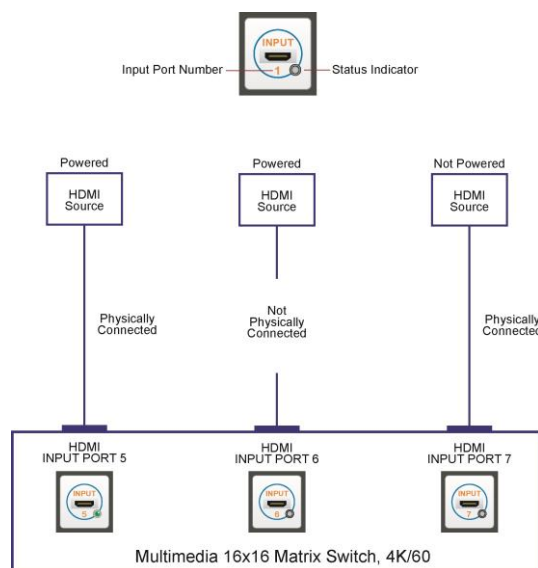 INPUT
1
Input Port Number
Status Indicator
Powered
Powered
Not Powered
HDMI
Source
HDMI
Source
HDMI
Source
Physically
Connected
Not
Physically
Connected
Physically
Connected
HDMI
INPUT PORT 5
HDMI
INPUT PORT 6
HDMI
INPUT PORT 7
INPUT
5
INPUT
6
INPUT
7
Multimedia 16x16 Matrix Switch, 4K/60